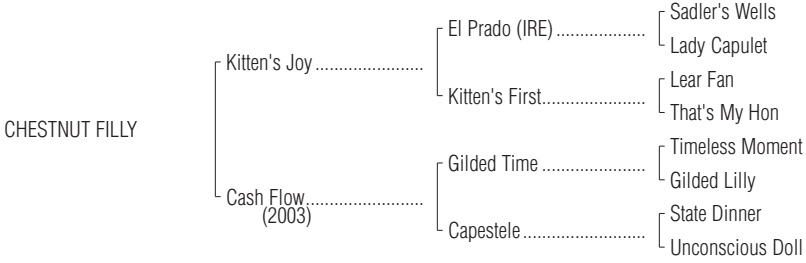 Sadler's Wells
El Prado (IRE) ...................
Lady Capulet
Kitten's Joy .......................
Lear Fan
Kitten's First......................
That's My Hon
CHESTNUT FILLY
Timeless Moment
Gilded Time .......................
Gilded Lilly
Cash Flow.........................
(2003)
State Dinner
Capestele ..........................
Unconscious Doll